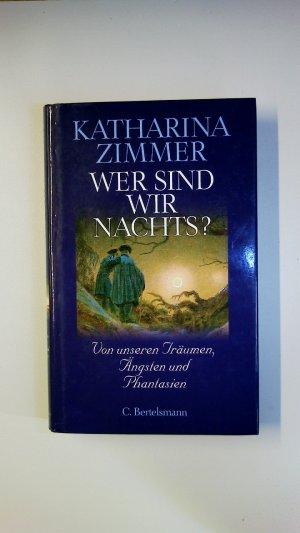 KATHARINA
ZIMMER
WER SIND
WIR
NACHTS?
Von unseren Träumen,
Ängsten und
Phantasien
C. Bertelsmann